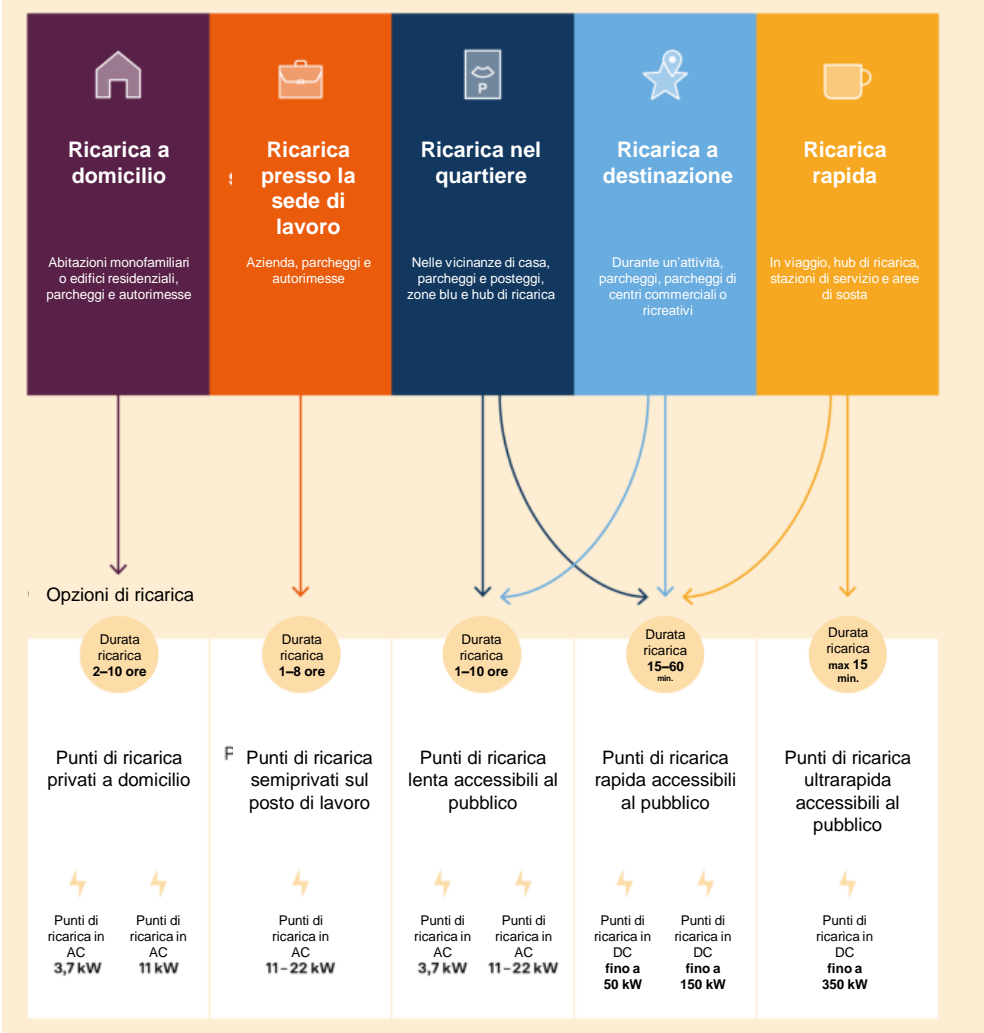 P
Ricarica a
domicilio
Abitazioni monofamiliari
o edifici residenziali,
parcheggi e autorimesse
Ricarica
presso la
sede di
lavoro
Azienda, parcheggi e
autorimesse
Ricarica nel
quartiere
Nelle vicinanze di casa,
parcheggi e posteggi,
zone blu e hub di ricarica
Ricarica a
destinazione
Durante un'attività,
parcheggi, parcheggi di
centri commerciali o
ricreativi
Ricarica
rapida
In viaggio, hub di ricarica,
stazioni di servizio e aree
di sosta
Opzioni di ricarica
Durata
ricarica
2–10 ore
Punti di ricarica
privati a domicilio
Punti di
ricarica in
AC
3,7 kW
Punti di
ricarica in
AC
11 kW
Durata
ricarica
1–8 ore
Punti di ricarica
semiprivati sul
posto di lavoro
Punti di
ricarica in
AC
11–22 kW
Durata
ricarica
1–10 ore
Punti di ricarica
lenta accessibili al
pubblico
Punti di
ricarica in
AC
3,7 kW
Punti di
ricarica in
AC
11–22 kW
Durata
ricarica
15–60
min.
Punti di ricarica
rapida accessibili
al pubblico
Punti di
ricarica in
DC
fino a
50 kW
Punti di
ricarica in
DC
fino a
150 kW
Durata
ricarica
max 15
min.
Punti di ricarica
ultrarapida
accessibili al
pubblico
Punti di
ricarica in
DC
fino a
350 kW